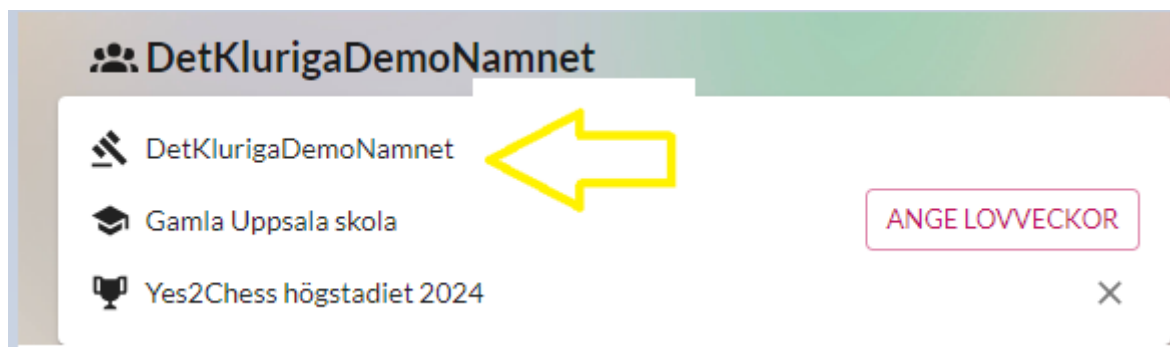 DetKlurigaDemoNamnet
DetKlurigaDemoNamnet
Gamla Uppsala skola
ANGE LOVVECKOR
Yes2Chess högstadiet 2024